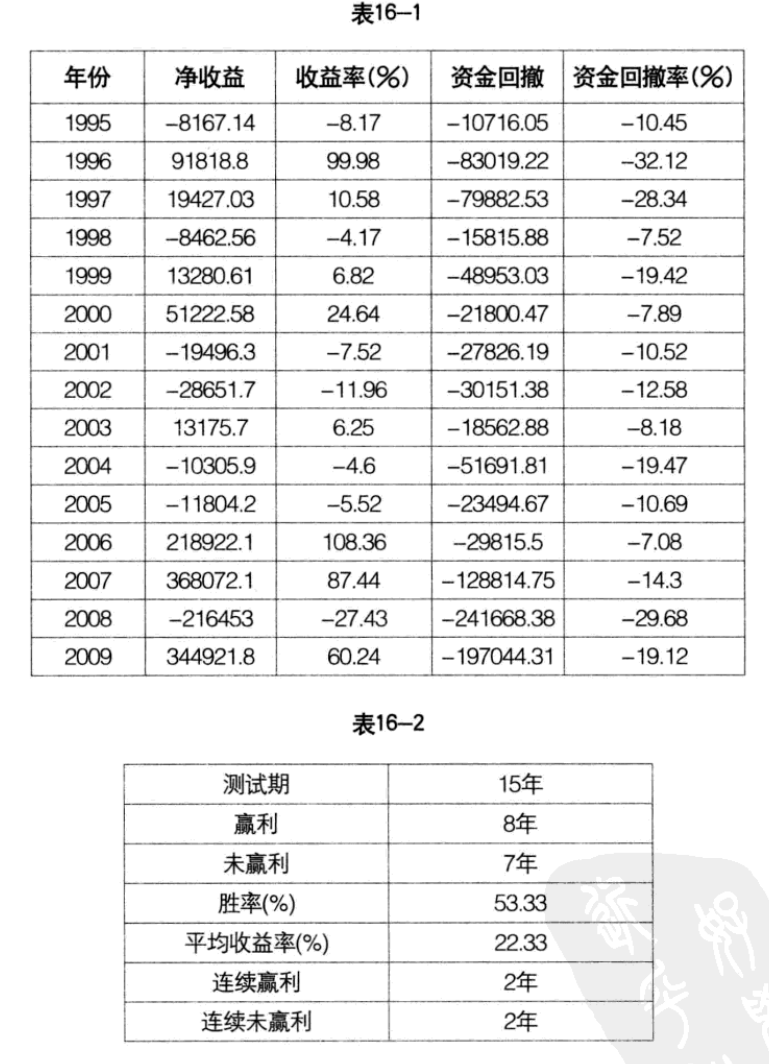 表16-1
年份 净收益 收益率(%) 资金回撤 资金回撤率(%)
1995 -8167.14 -8.17 -10716.05 -10.45
1996 91818.8 99.98 -83019.22 -32.12
1997 19427.03 10.58 -79882.53 -28.34
1998 -8462.56 -4.17 -15815.88 -7.52
1999 13280.61 6.82 -48953.03 -19.42
2000 51222.58 24.64 -21800.47 -7.89
2001 -19496.3 -7.52 -27826.19 -10.52
2002 -28651.7 -11.96 -30151.38 -12.58
2003 13175.7 6.25 -18562.88 -8.18
2004 -10305.9 -4.6 -51691.81 -19.47
2005 -11804.2 -5.52 -23494.67 -10.69
2006 218922.1 108.36 -29815.5 -7.08
2007 368072.1 87.44 -128814.75 -14.3
2008 -216453 -27.43 -241668.38 -29.68
2009 344921.8 60.24 -197044.31 -19.12
表16-2
测试期 15年
赢利 8年
未赢利 7年
胜率(%) 53.33
平均收益率(%) 22.33
连续赢利 2年
连续未赢利 2年